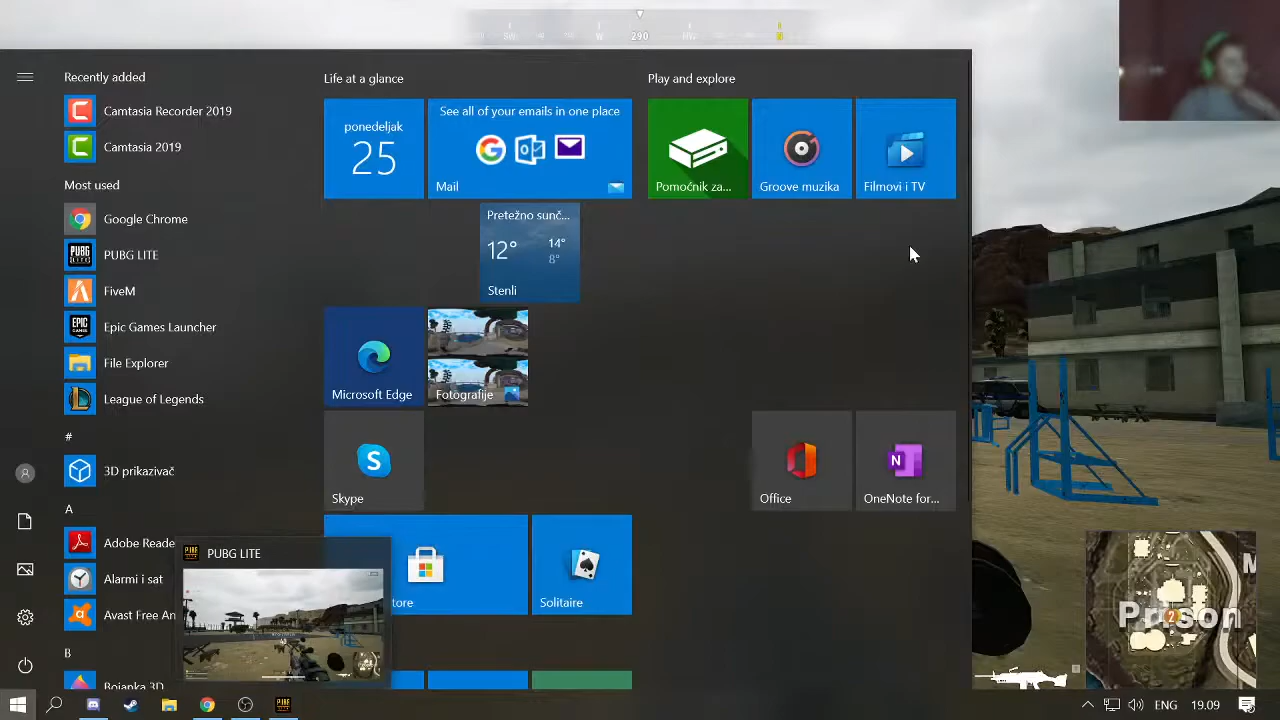 W
290
Recently added
Camtasia Recorder 2019
Camtasia 2019
Most used
Google Chrome
PUBG LITE
FiveM
Epic Games Launcher
File Explorer
League of Legends
#
3D prikazivač
A
Adobe Reade
Alarmi i sat
Avast Free An
B
Bojanka 3D
Life at a glance
ponedeljak
25
See all of your emails in one place
Mail
Pretežno sunč...
12°
14°
8°
Stenli
Microsoft Edge
Fotografije
Skype
tore
Solitaire
Play and explore
Pomoćnik za...
Groove muzika
Filmovi i TV
Office
OneNote for...
PUBG LITE
Prison
2
ENG
19.09